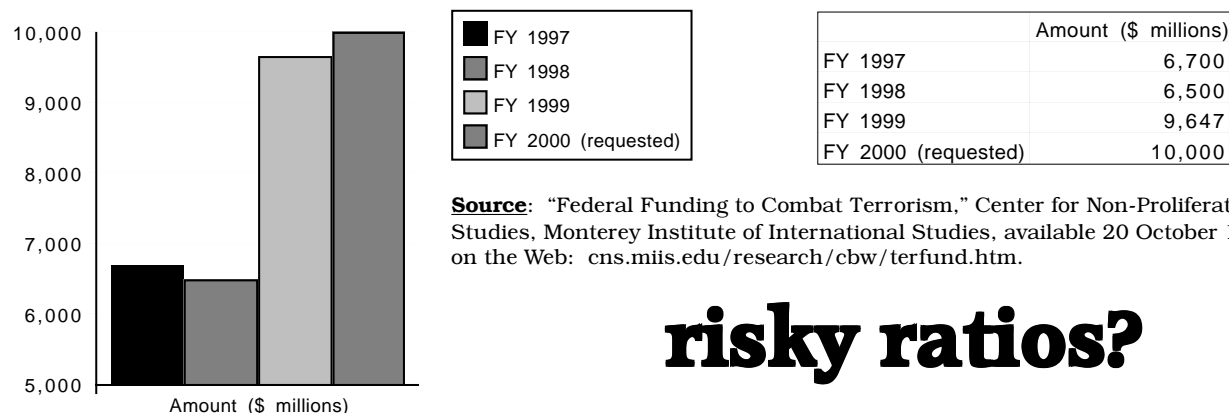 10,000
9,000
8,000
7,000
6,000
5,000
Amount ($ millions)
FY 1997
FY 1998
FY 1999
FY 2000 (requested)
Amount ($ millions)
FY 1997 6,700
FY 1998 6,500
FY 1999 9,647
FY 2000 (requested) 10,000
Source: “Federal Funding to Combat Terrorism,” Center for Non-Proliferat
Studies, Monterey Institute of International Studies, available 20 October
on the Web: cns.miis.edu/research/cbw/terfund.htm.
risky ratios?